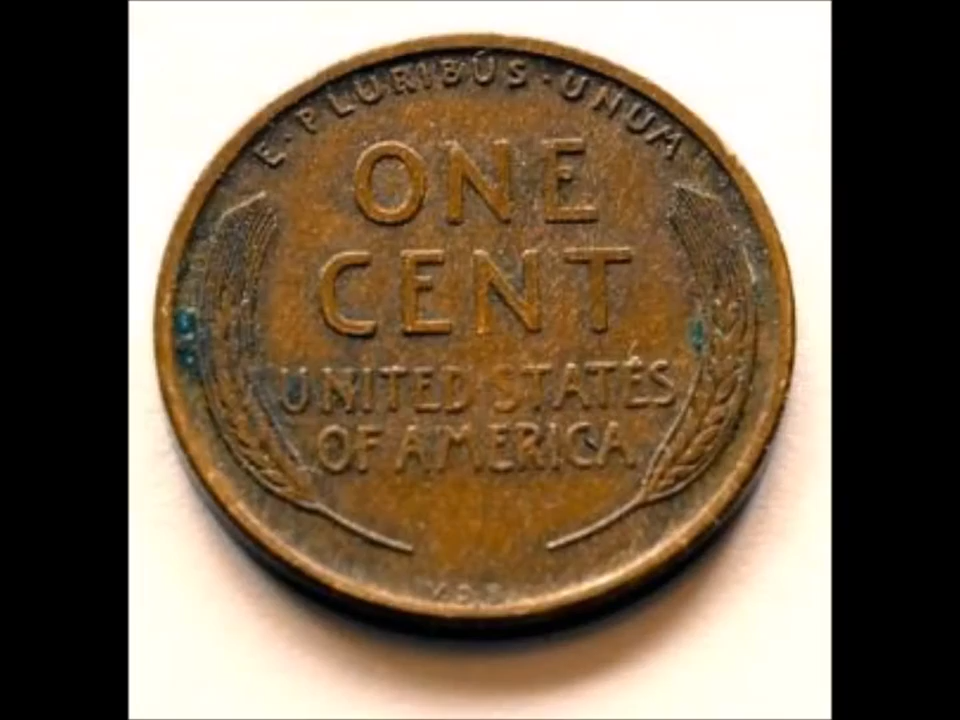 E·PLURIBUS·UNUM
ONE
CENT
UNITED STATES
OF AMERICA